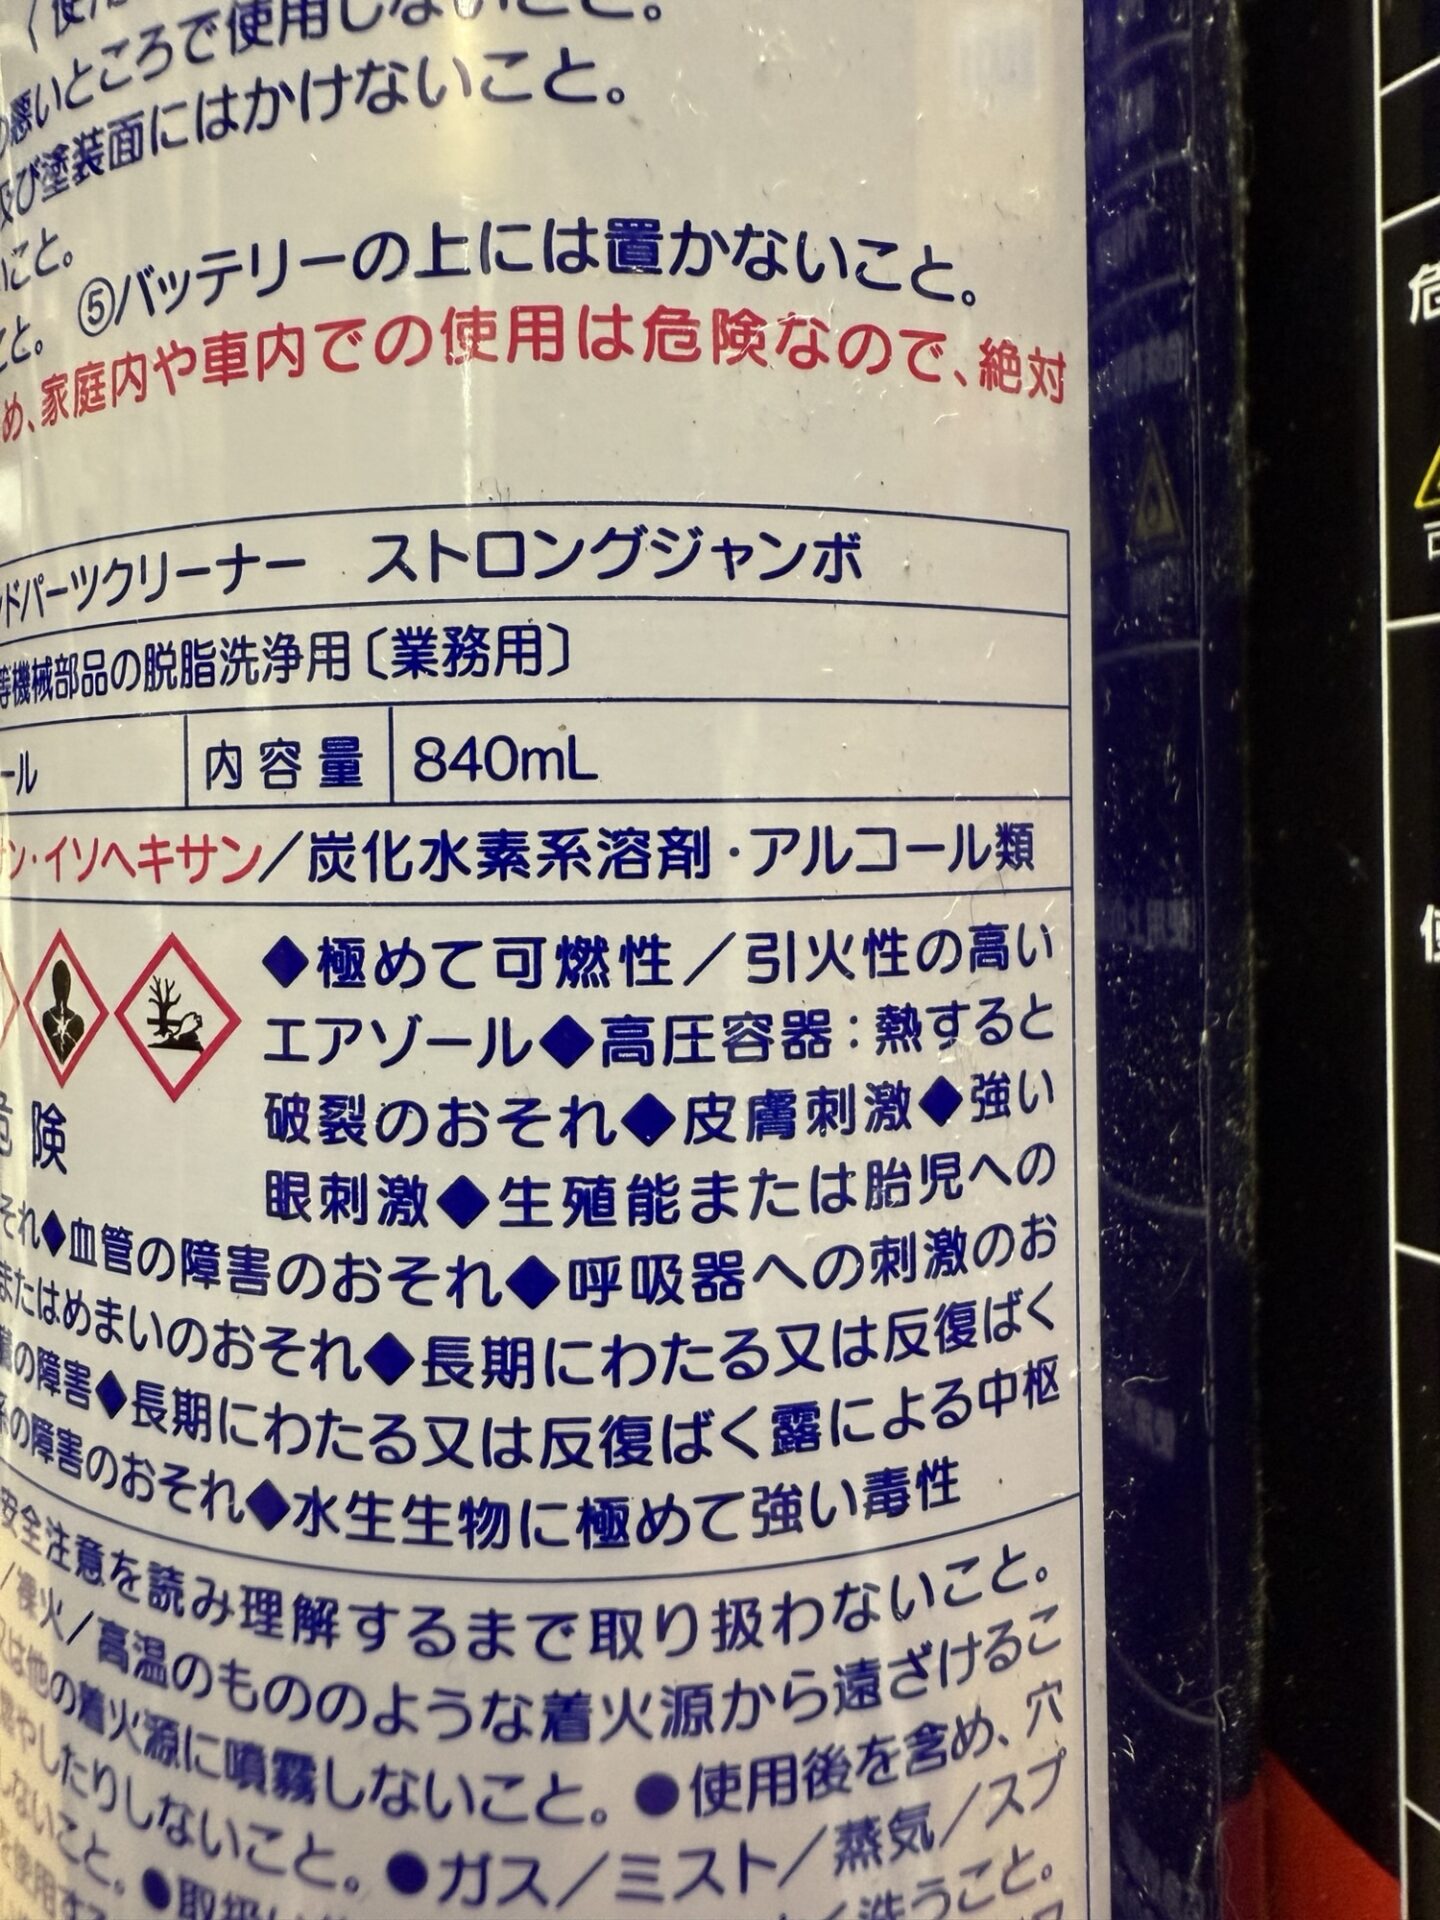 ころで使用しないこと。
及び塗装面にはかけないこと。
こと。
⑤バッテリーの上には置かないこと。
こと。
め、家庭内や車内での使用は危険なので、絶対
ドパーツクリーナー ストロングジャンボ
等機械部品の脱脂洗浄用〔業務用〕
ール 内容量 840mL
サン・イソヘキサン/炭化水素系溶剤・アルコール類
◆極めて可燃性/引火性の高い
エアゾール◆高圧容器:熱すると
破裂のおそれ◆皮膚刺激◆強い
眼刺激◆生殖能または胎児への
危険
それ◆血管の障害のおそれ◆呼吸器への刺激のお
またはめまいのおそれ◆長期にわたる又は反復ばく
臓の障害◆長期にわたる又は反復ばく露による中枢
系の障害のおそれ◆水生生物に極めて強い毒性
安全注意を読み理解するまで取り扱わないこと。
/裸火/高温のもののような着火源から遠ざけるこ
又は他の着火源に噴霧しないこと。●使用後を含め、穴
燃やしたりしないこと。●ガス/ミスト/蒸気/スプ
しないこと。●取扱い
く洗うこと。